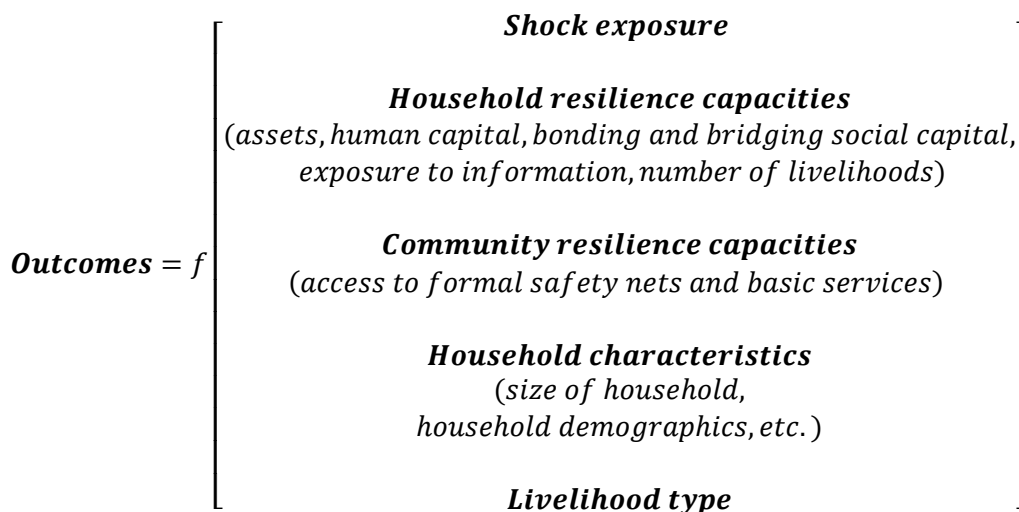 Shock exposure
Household resilience capacities
(assets, human capital, bonding and bridging social capital,
exposure to information, number of livelihoods)
Community resilience capacities
Outcomes = f
(access to formal safety nets and basic services)
Household characteristics
(size of household,
household demographics, etc. )
Livelihood type